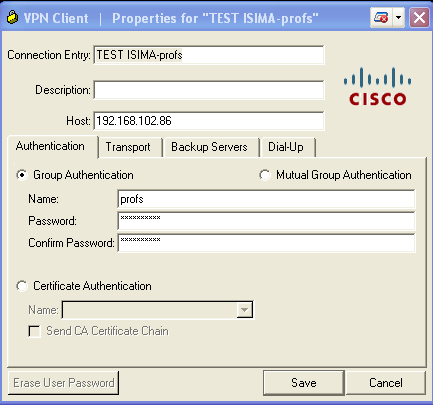 VPN Client | Properties for "TEST ISIMA-profs"
Connection Entry: TEST ISIMA-profs
Description:
Host: 192.168.102.86
CISCO
Authentication Transport Backup Servers Dial-Up
Group Authentication Mutual Group Authentication
Name: profs
Password: **********
Confirm Password: **********
Certificate Authentication
Name:
Send CA Certificate Chain
Erase User Password Save Cancel